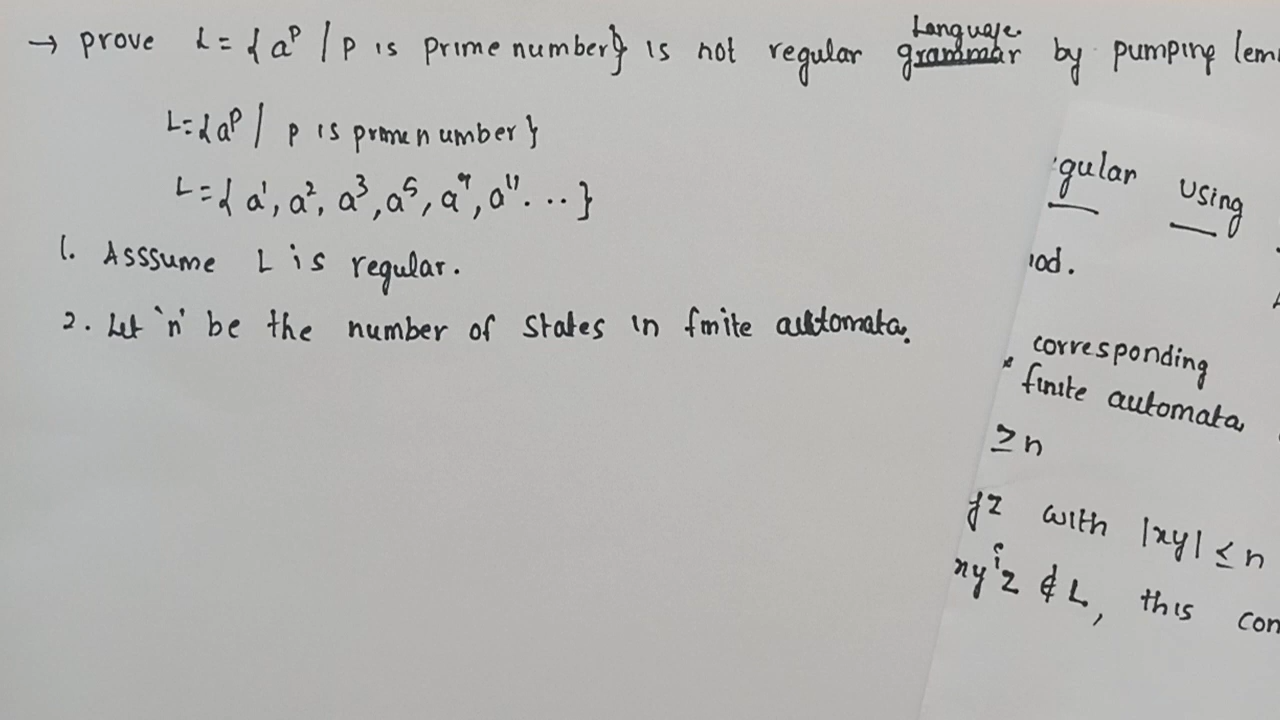 → prove L = { a^p / p is prime number} is not regular Language grammar by pumping lem
L={a^p / p is prime number}
L={ a^1, a^2, a^3, a^5, a^7, a^11 ... }
1. Asssume L is regular.
2. Let 'n' be the number of states in finite automata.
gular using
od.
corresponding
finite automata
≥n
yz with |xy| ≤ n
xy^i z ∉ L, this con